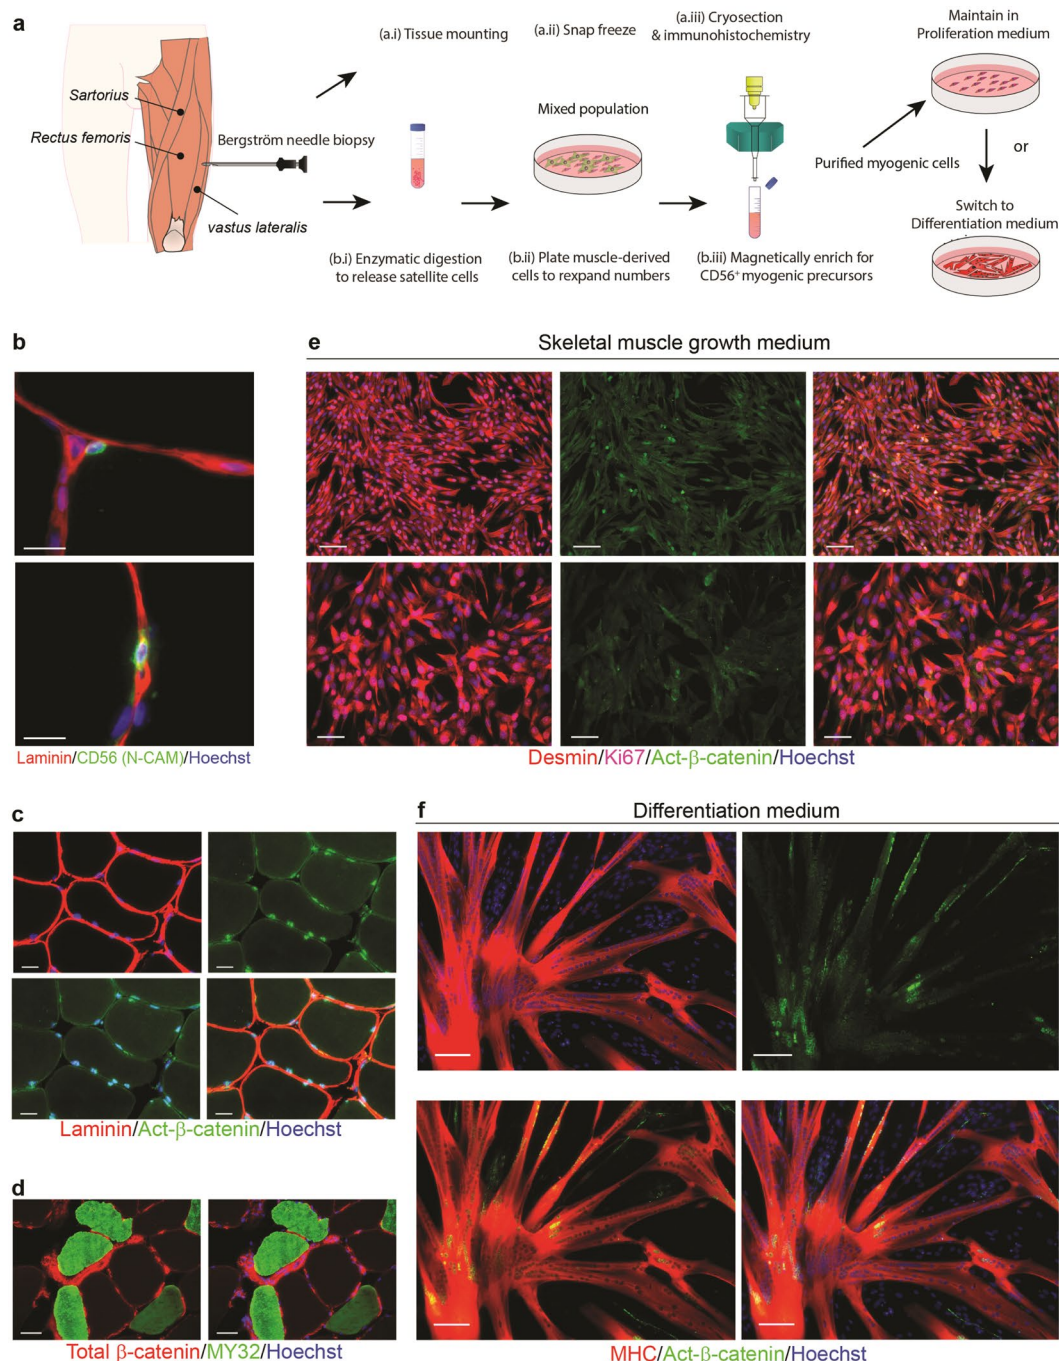 a
(a.i) Tissue mounting
(a.ii) Snap freeze
(a.iii) Cryosection
& immunohistochemistry
Maintain in
Proliferation medium
Sartorius
Rectus femoris
Bergström needle biopsy
vastus lateralis
Mixed population
Purified myogenic cells
or
Switch to
Differentiation medium
(b.i) Enzymatic digestion
to release satellite cells
(b.ii) Plate muscle-derived
cells to rexpand numbers
(b.iii) Magnetically enrich for
CD56⁺ myogenic precursors
b
Laminin/CD56 (N-CAM)/Hoechst
e
Skeletal muscle growth medium
Desmin/Ki67/Act-β-catenin/Hoechst
c
Laminin/Act-β-catenin/Hoechst
d
Total β-catenin/MY32/Hoechst
f
Differentiation medium
MHC/Act-β-catenin/Hoechst